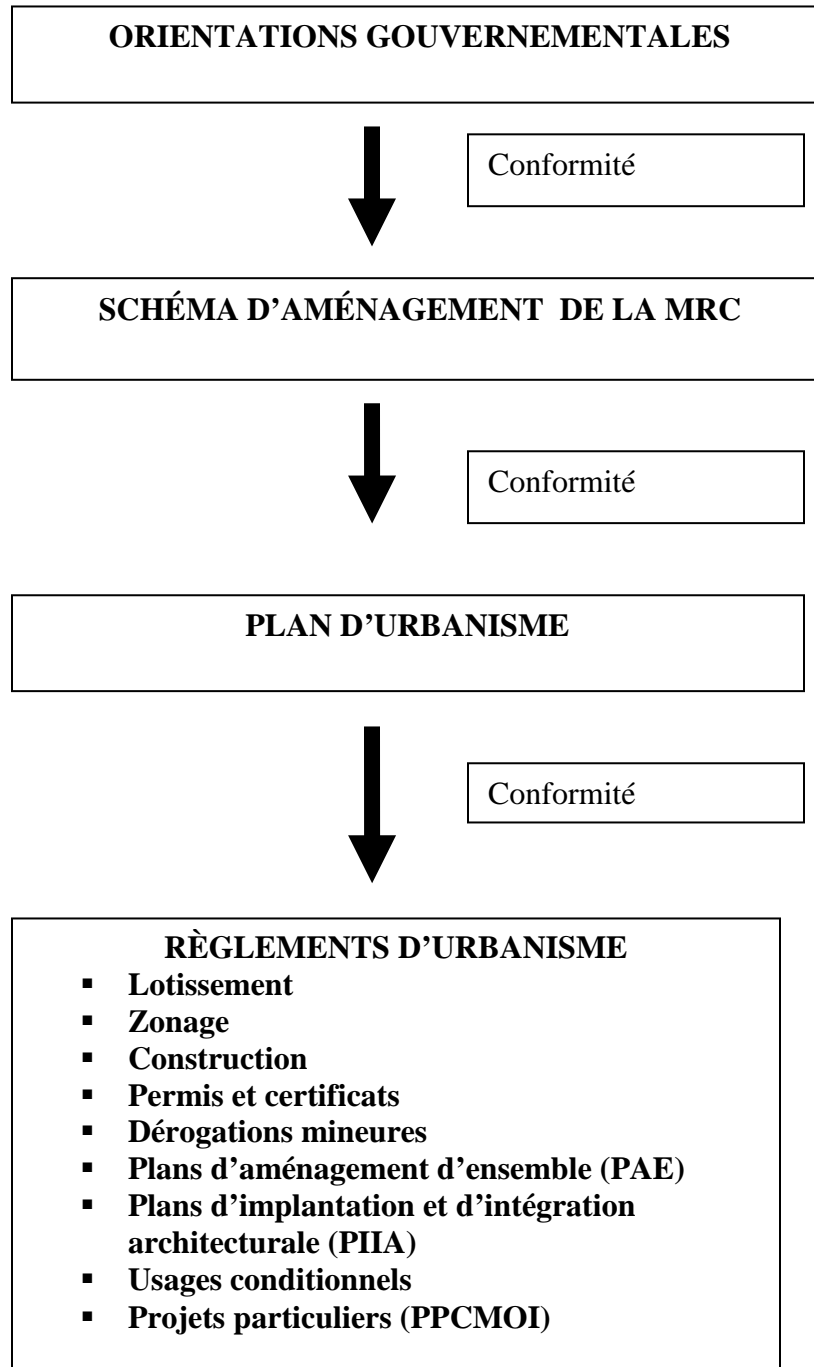 ORIENTATIONS GOUVERNEMENTALES
Conformité
SCHÉMA D’AMÉNAGEMENT DE LA MRC
Conformité
PLAN D’URBANISME
Conformité
RÈGLEMENTS D’URBANISME
▪ Lotissement
▪ Zonage
▪ Construction
▪ Permis et certificats
▪ Dérogations mineures
▪ Plans d’aménagement d’ensemble (PAE)
▪ Plans d’implantation et d’intégration
architecturale (PIIA)
▪ Usages conditionnels
▪ Projets particuliers (PPCMOI)